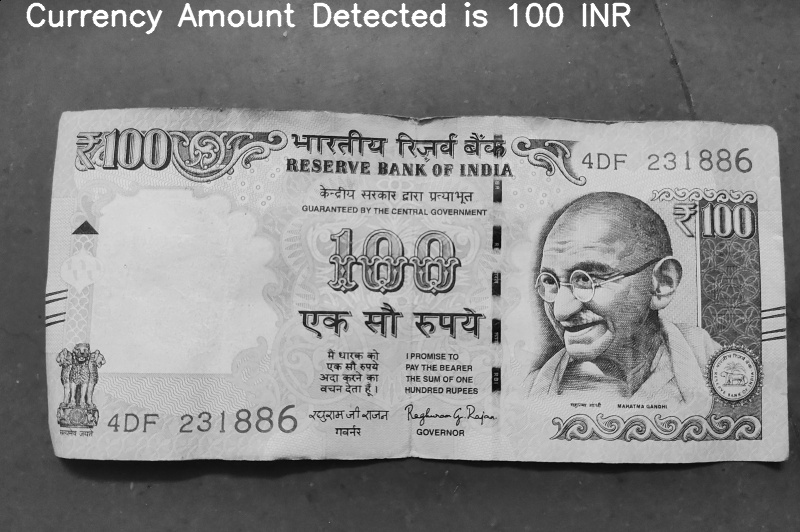 Currency Amount Detected is 100 INR
₹100
भारतीय रिज़र्व बैंक
RESERVE BANK OF INDIA
4DF 231886
केन्द्रीय सरकार द्वारा प्रत्याभूत
GUARANTEED BY THE CENTRAL GOVERNMENT
₹100
100
एक सौ रुपये
मैं धारक को
एक सौ रुपये
अदा करने का
वचन देता हूँ।
I PROMISE TO
PAY THE BEARER
THE SUM OF ONE
HUNDRED RUPEES
महात्मा गांधी
MAHATMA GANDHI
सत्यमेव जयते
4DF 231886
रघुराम जी राजन
गवर्नर
Raghuram G. Rajan
GOVERNOR
₹100